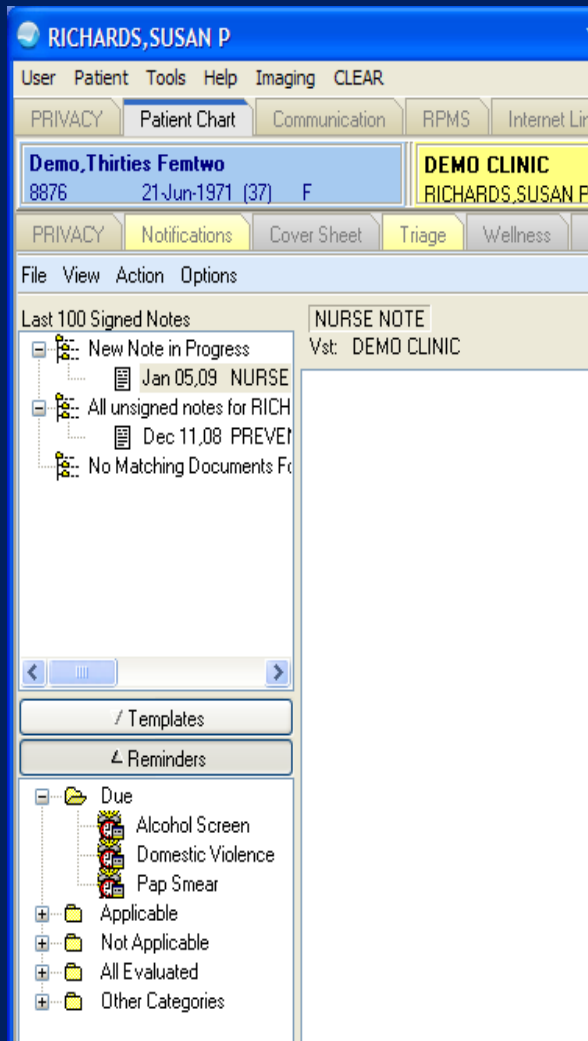 RICHARDS,SUSAN P
User Patient Tools Help Imaging CLEAR
PRIVACY Patient Chart Communication RPMS Internet Lin
Demo,Thirties Femtwo
8876 21-Jun-1971 (37) F
DEMO CLINIC
RICHARDS,SUSAN P
PRIVACY Notifications Cover Sheet Triage Wellness
File View Action Options
Last 100 Signed Notes
New Note in Progress
Jan 05,09 NURSE
All unsigned notes for RICH
Dec 11,08 PREVEN
No Matching Documents Fo
NURSE NOTE
Vst: DEMO CLINIC
Templates
Reminders
Due
Alcohol Screen
Domestic Violence
Pap Smear
Applicable
Not Applicable
All Evaluated
Other Categories